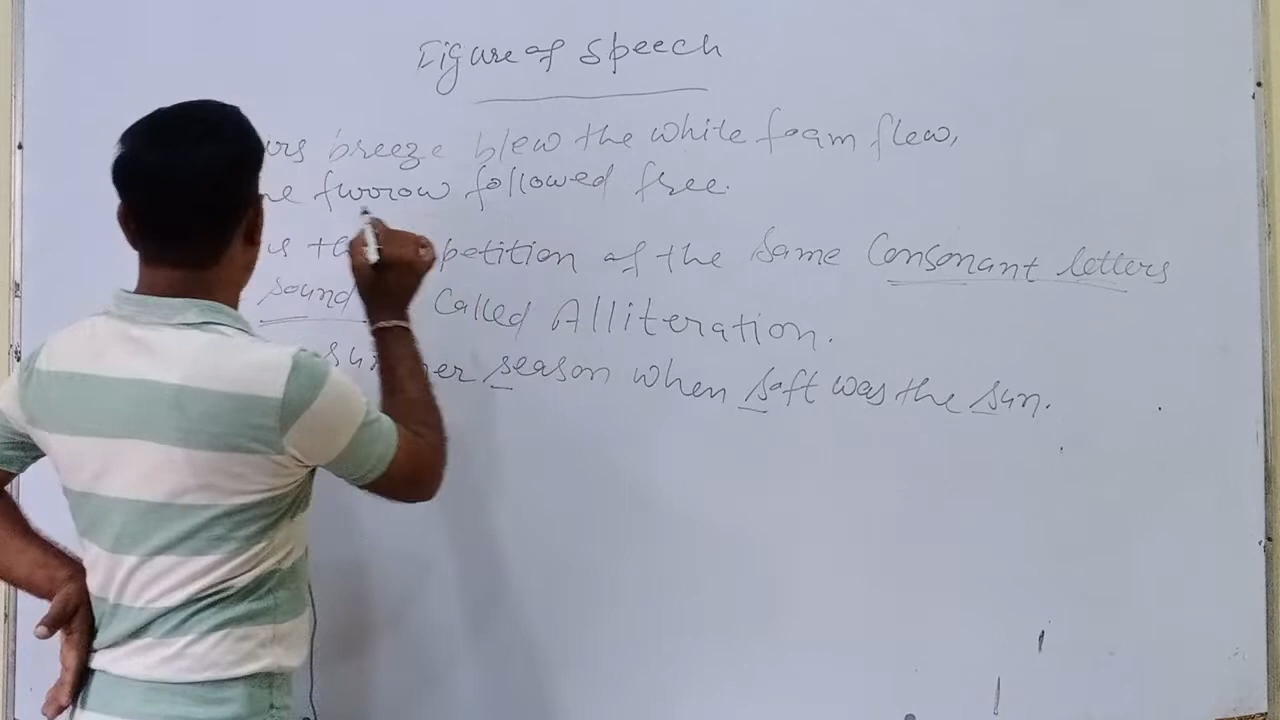 Figure of speech
breeze blew the white foam flew,
furrow followed free.
petition of the same Consonant letters
sound Called Alliteration.
season when soft was the sun.